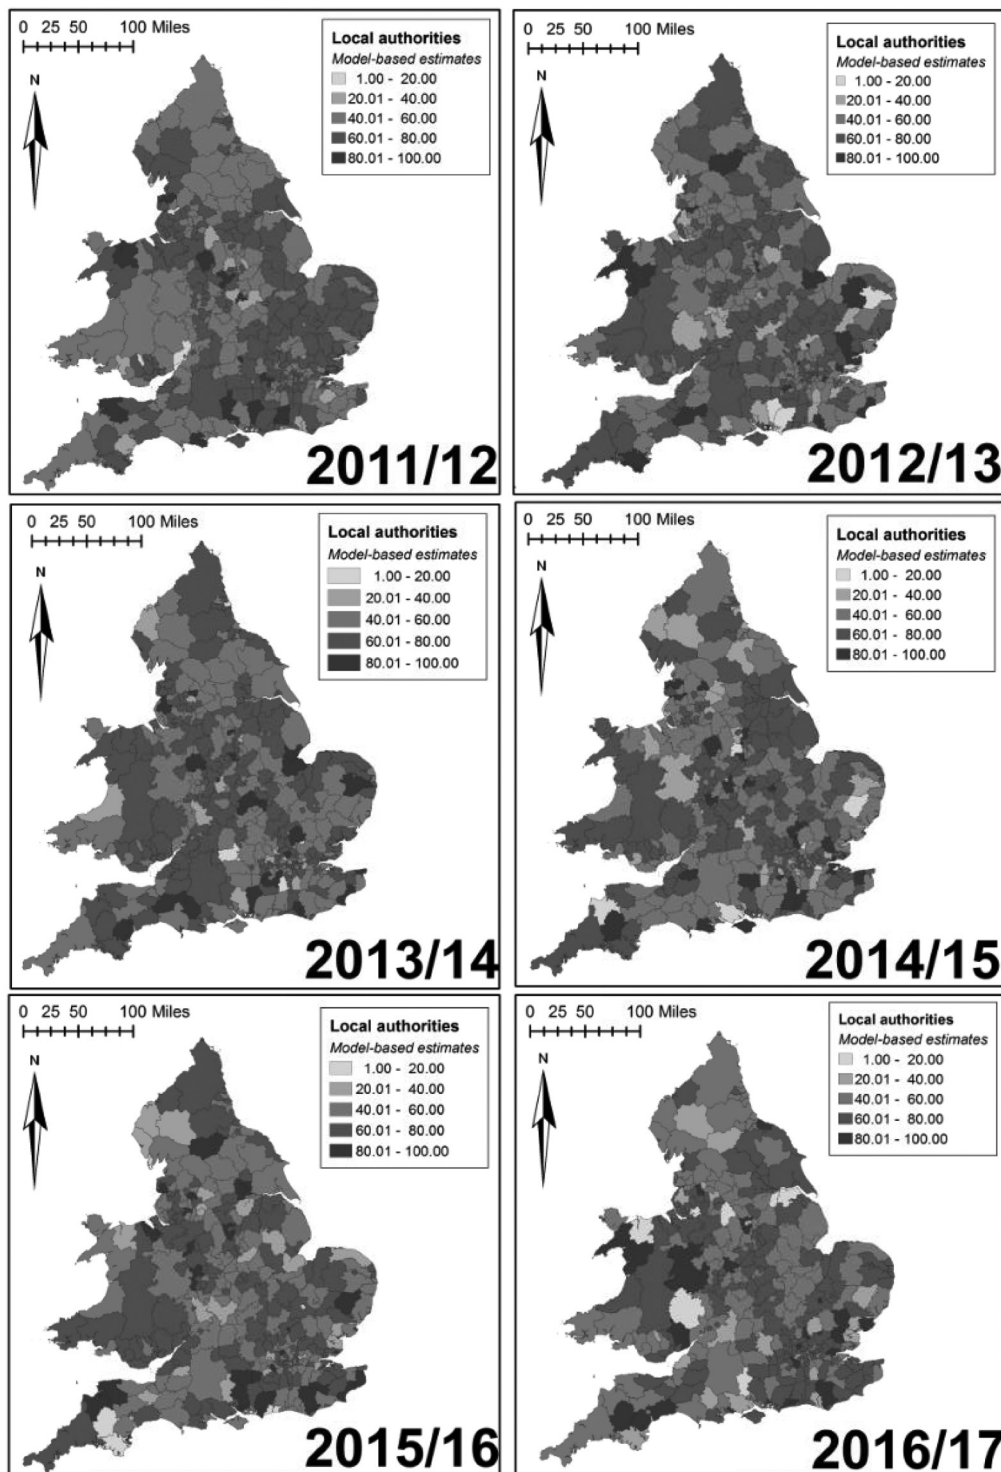 0 25 50 100 Miles
N
Local authorities
Model-based estimates
1.00 - 20.00
20.01 - 40.00
40.01 - 60.00
60.01 - 80.00
80.01 - 100.00
2011/12
0 25 50 100 Miles
N
Local authorities
Model-based estimates
1.00 - 20.00
20.01 - 40.00
40.01 - 60.00
60.01 - 80.00
80.01 - 100.00
2012/13
0 25 50 100 Miles
N
Local authorities
Model-based estimates
1.00 - 20.00
20.01 - 40.00
40.01 - 60.00
60.01 - 80.00
80.01 - 100.00
2013/14
0 25 50 100 Miles
N
Local authorities
Model-based estimates
1.00 - 20.00
20.01 - 40.00
40.01 - 60.00
60.01 - 80.00
80.01 - 100.00
2014/15
0 25 50 100 Miles
N
Local authorities
Model-based estimates
1.00 - 20.00
20.01 - 40.00
40.01 - 60.00
60.01 - 80.00
80.01 - 100.00
2015/16
0 25 50 100 Miles
N
Local authorities
Model-based estimates
1.00 - 20.00
20.01 - 40.00
40.01 - 60.00
60.01 - 80.00
80.01 - 100.00
2016/17